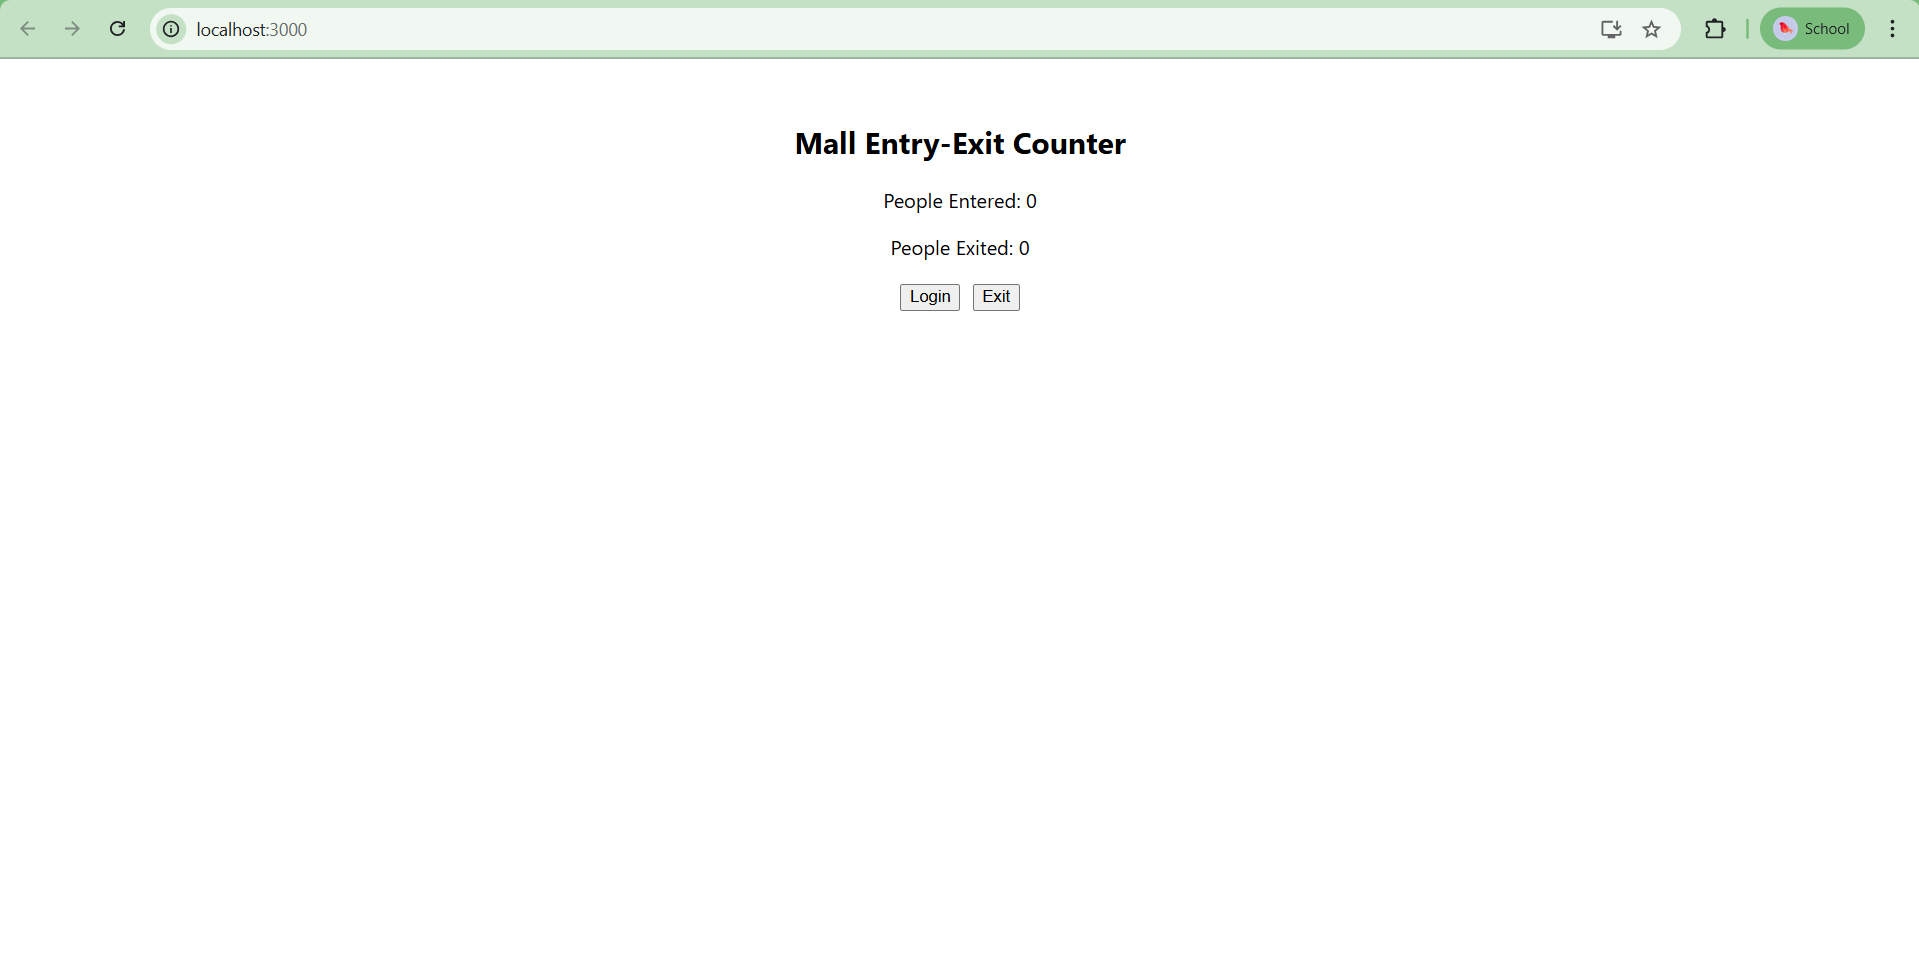 localhost:3000
School
Mall Entry-Exit Counter
People Entered: 0
People Exited: 0
Login Exit